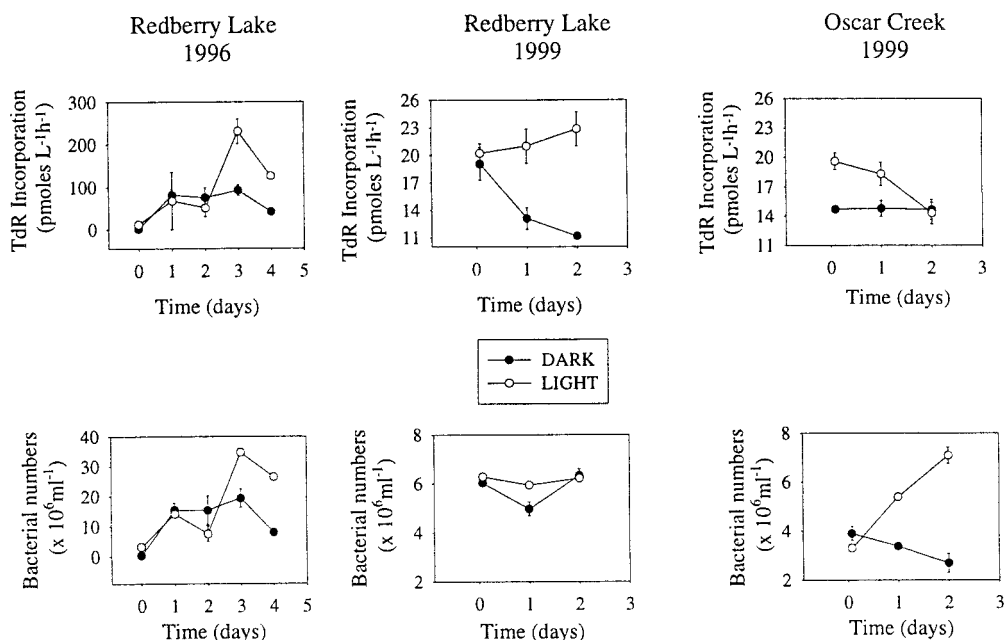 Redberry Lake
1996
Redberry Lake
1999
Oscar Creek
1999
TdR Incorporation
(pmoles L-1h-1)
300
200
100
0
0 1 2 3 4 5
Time (days)
TdR Incorporation
(pmoles L-1h-1)
26
23
20
17
14
11
0 1 2 3
Time (days)
TdR Incorporation
(pmoles L-1h-1)
26
23
20
17
14
11
0 1 2 3
Time (days)
DARK
LIGHT
Bacterial numbers
(x 10⁶ml⁻¹)
40
30
20
10
0
0 1 2 3 4 5
Time (days)
Bacterial numbers
(x 10⁶ml⁻¹)
8
6
4
2
0 1 2 3
Time (days)
Bacterial numbers
(x 10⁶ml⁻¹)
8
6
4
2
0 1 2 3
Time (days)